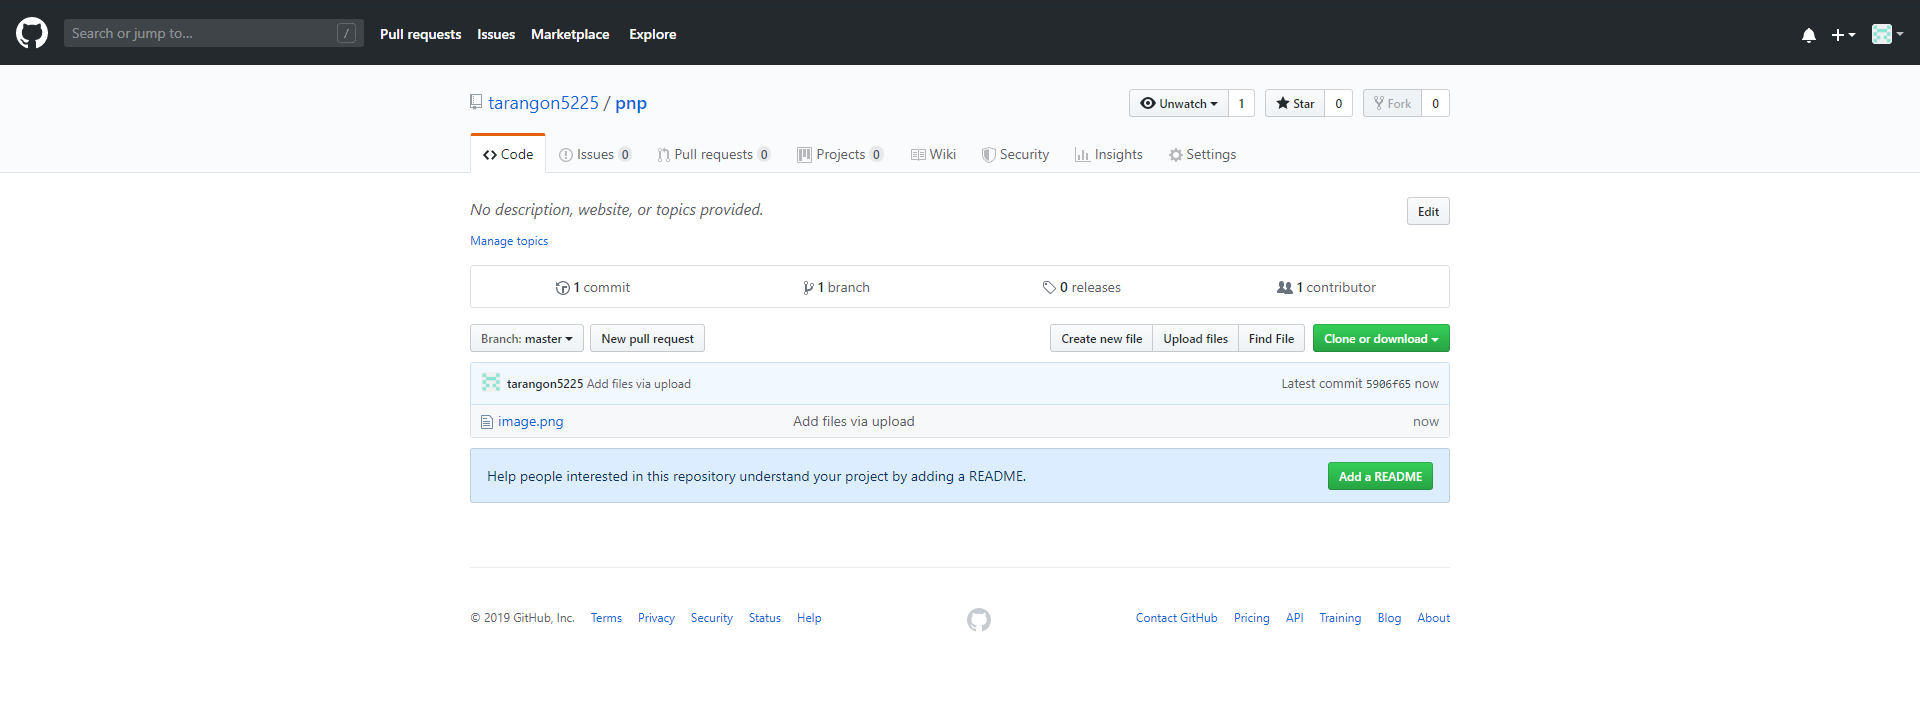 Search or jump to... /
Pull requests Issues Marketplace Explore
tarangon5225 / pnp
Unwatch 1 Star 0 Fork 0
Code Issues 0 Pull requests 0 Projects 0 Wiki Security Insights Settings
No description, website, or topics provided. Edit
Manage topics
1 commit 1 branch 0 releases 1 contributor
Branch: master New pull request Create new file Upload files Find File Clone or download
tarangon5225 Add files via upload Latest commit 5906f65 now
image.png Add files via upload now
Help people interested in this repository understand your project by adding a README. Add a README
© 2019 GitHub, Inc. Terms Privacy Security Status Help Contact GitHub Pricing API Training Blog About